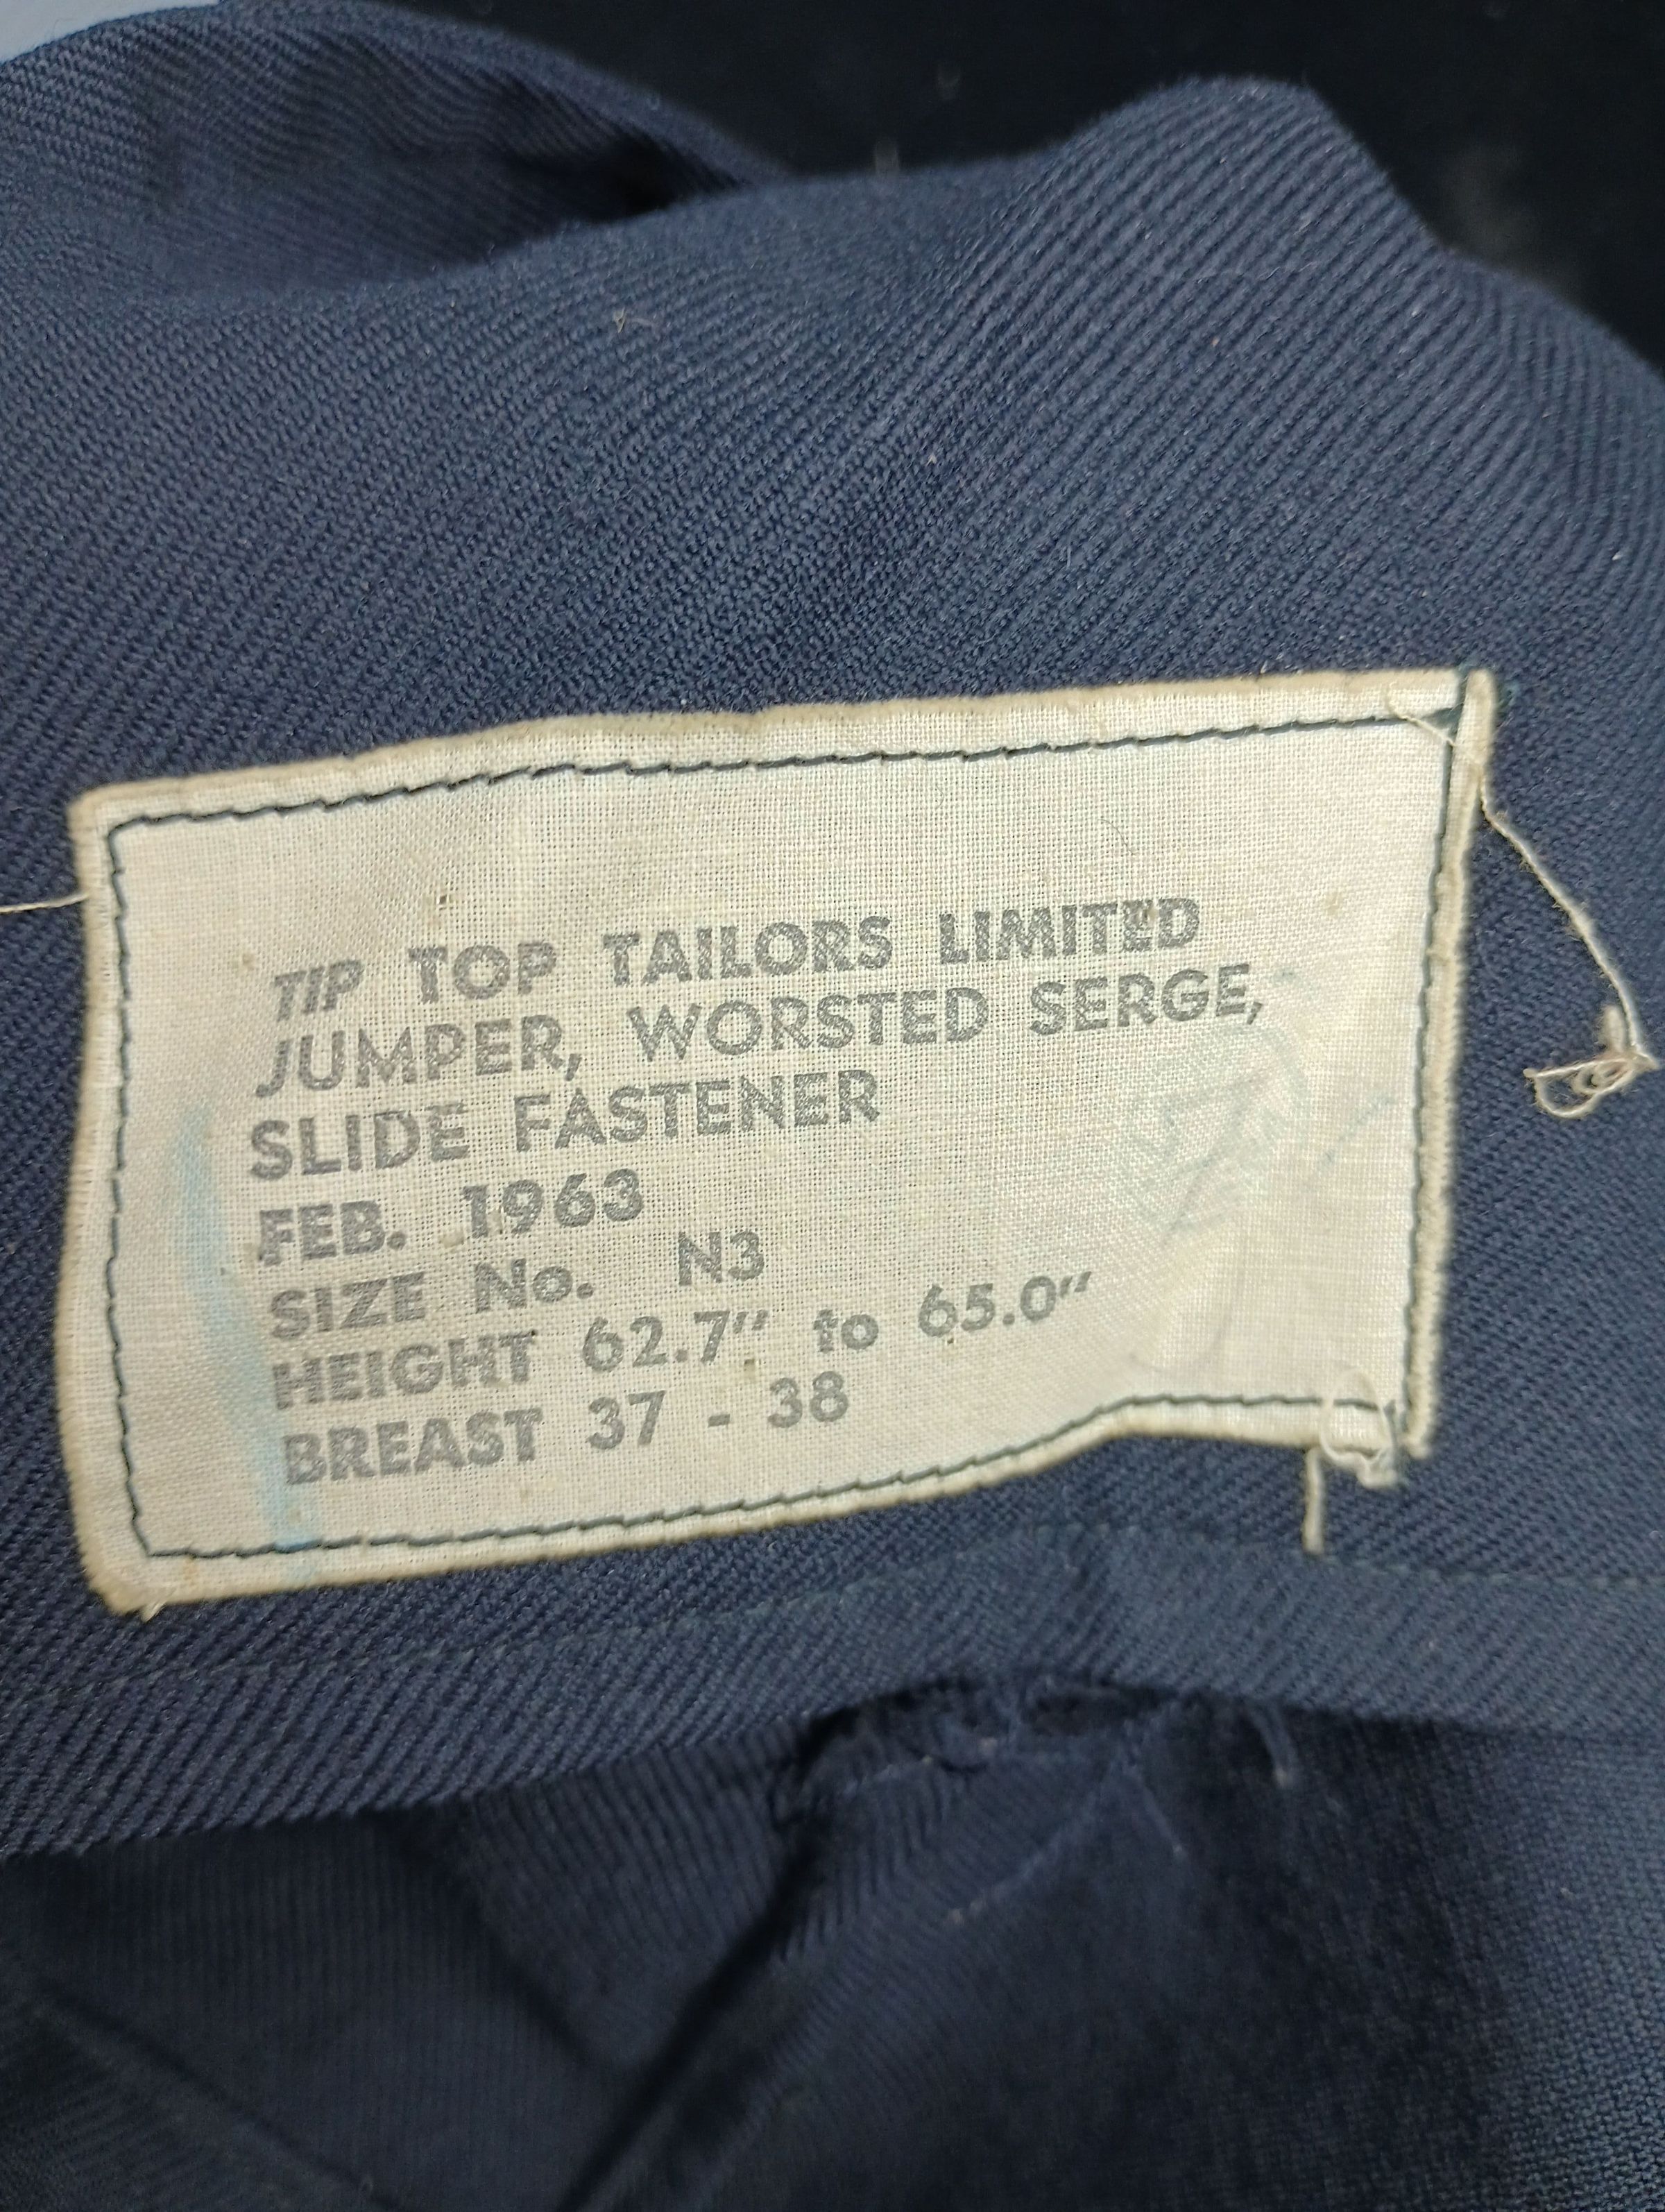 TIP TOP TAILORS LIMITED
JUMPER, WORSTED SERGE,
SLIDE FASTENER
FEB. 1963
SIZE No. N3
HEIGHT 62.7" to 65.0"
BREAST 37 - 38